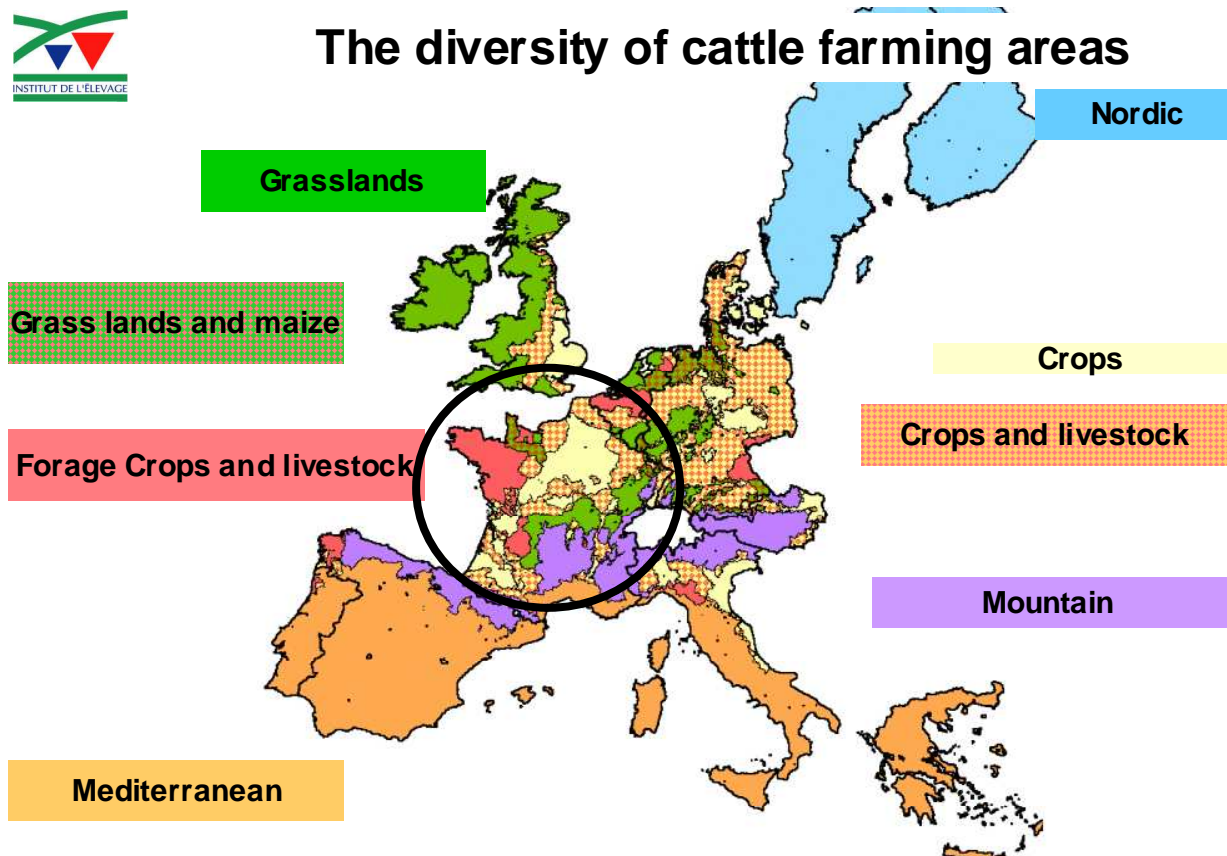 The diversity of cattle farming areas
INSTITUT DE L'ÉLEVAGE
Nordic
Grasslands
Grass lands and maize
Crops
Crops and livestock
Forage Crops and livestock
Mountain
Mediterranean